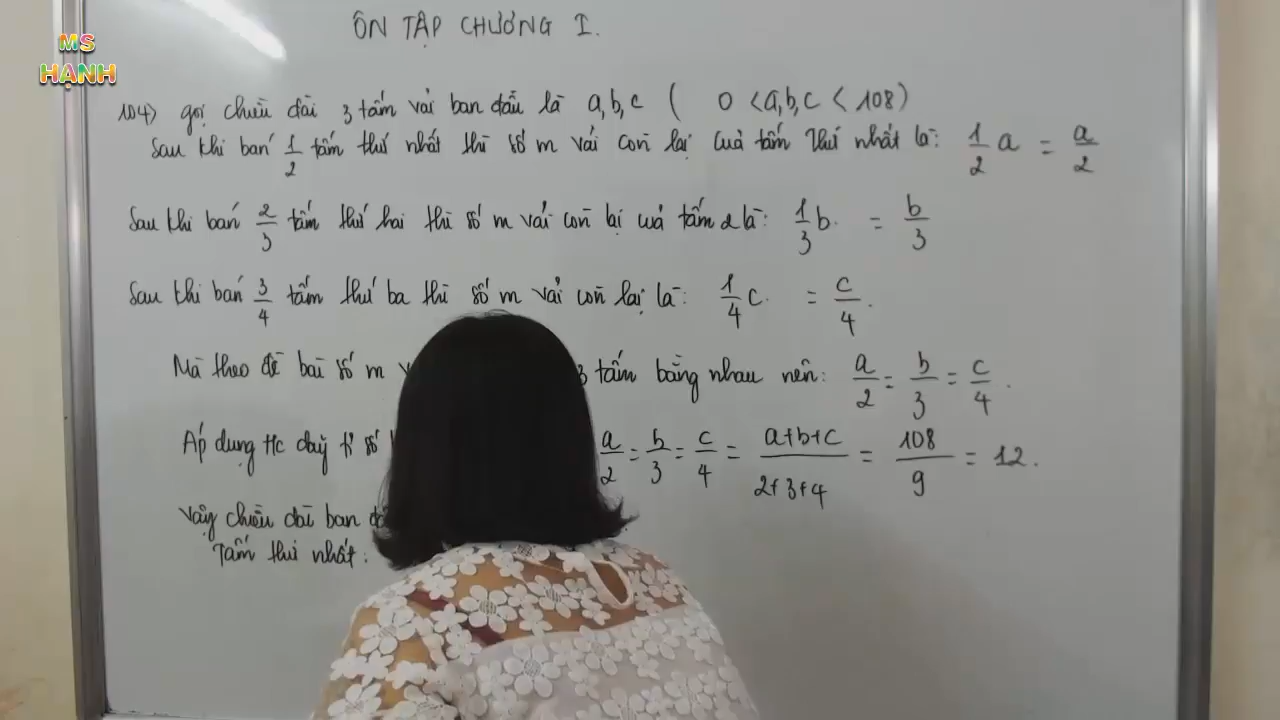 MS
HẠNH
ÔN TẬP CHƯƠNG I.
104) gọi chiều dài 3 tấm vải ban đầu là a, b, c ( 0 < a, b, c < 108)
Sau khi bán 1/2 tấm thứ nhất thì số m vải còn lại của tấm thứ nhất là: 1/2 a = a/2
Sau khi bán 2/3 tấm thứ hai thì số m vải còn lại của tấm 2 là: 1/3 b. = b/3
Sau khi bán 3/4 tấm thứ ba thì số m vải còn lại là: 1/4 c. = c/4.
Mà theo đề bài số m 3 tấm bằng nhau nên: a/2 = b/3 = c/4.
Áp dụng tc dãy tỉ số a/2 = b/3 = c/4 = (a+b+c)/(2+3+4) = 108/9 = 12.
Vậy chiều dài ban
Tấm thứ nhất: